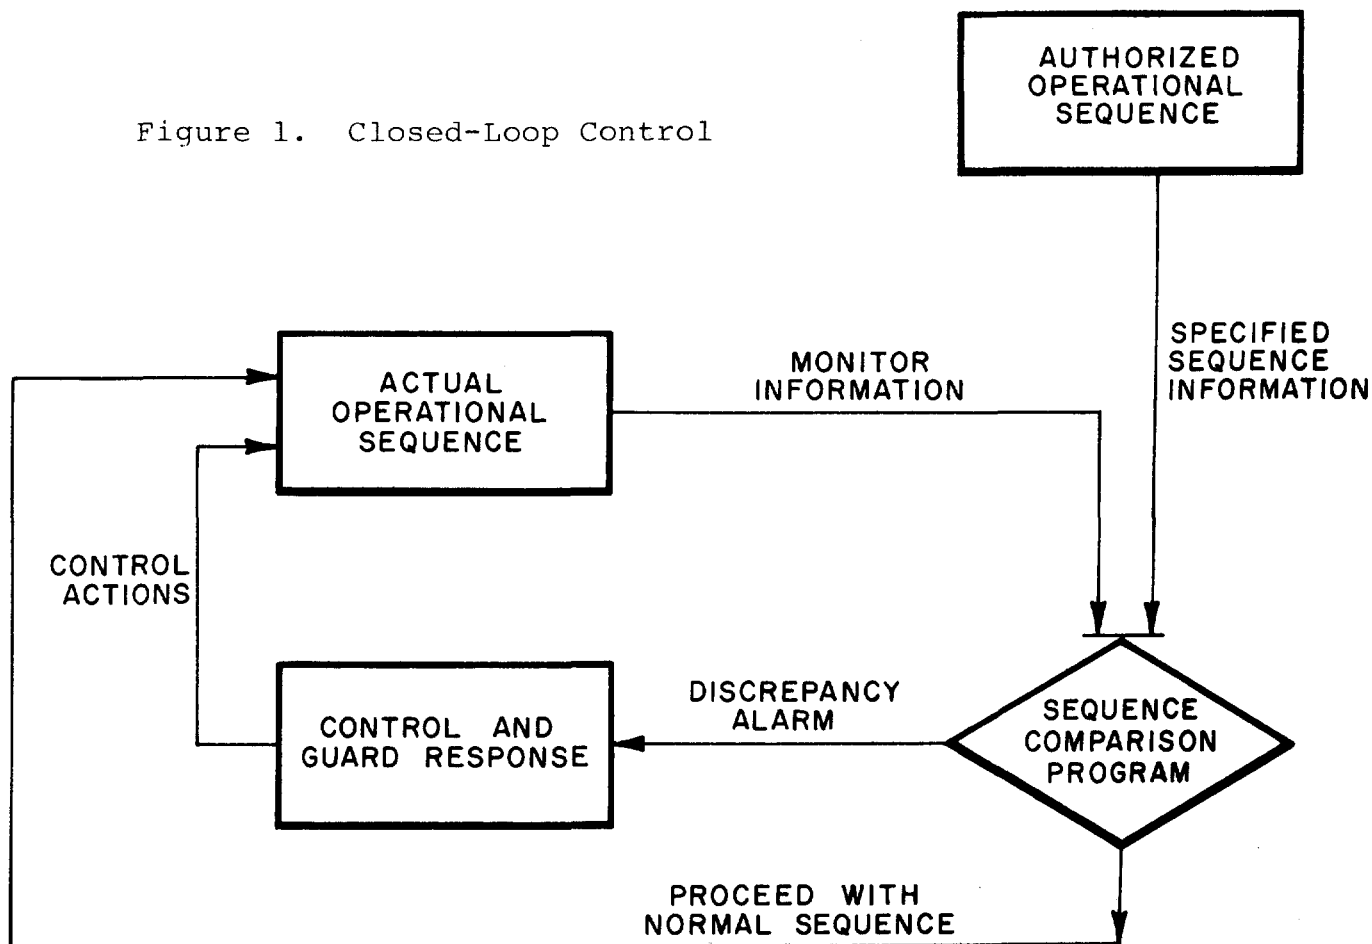 AUTHORIZED
OPERATIONAL
SEQUENCE
Figure 1. Closed-Loop Control
SPECIFIED
SEQUENCE
INFORMATION
MONITOR
INFORMATION
ACTUAL
OPERATIONAL
SEQUENCE
CONTROL
ACTIONS
DISCREPANCY
ALARM
SEQUENCE
COMPARISON
PROGRAM
CONTROL AND
GUARD RESPONSE
PROCEED WITH
NORMAL SEQUENCE